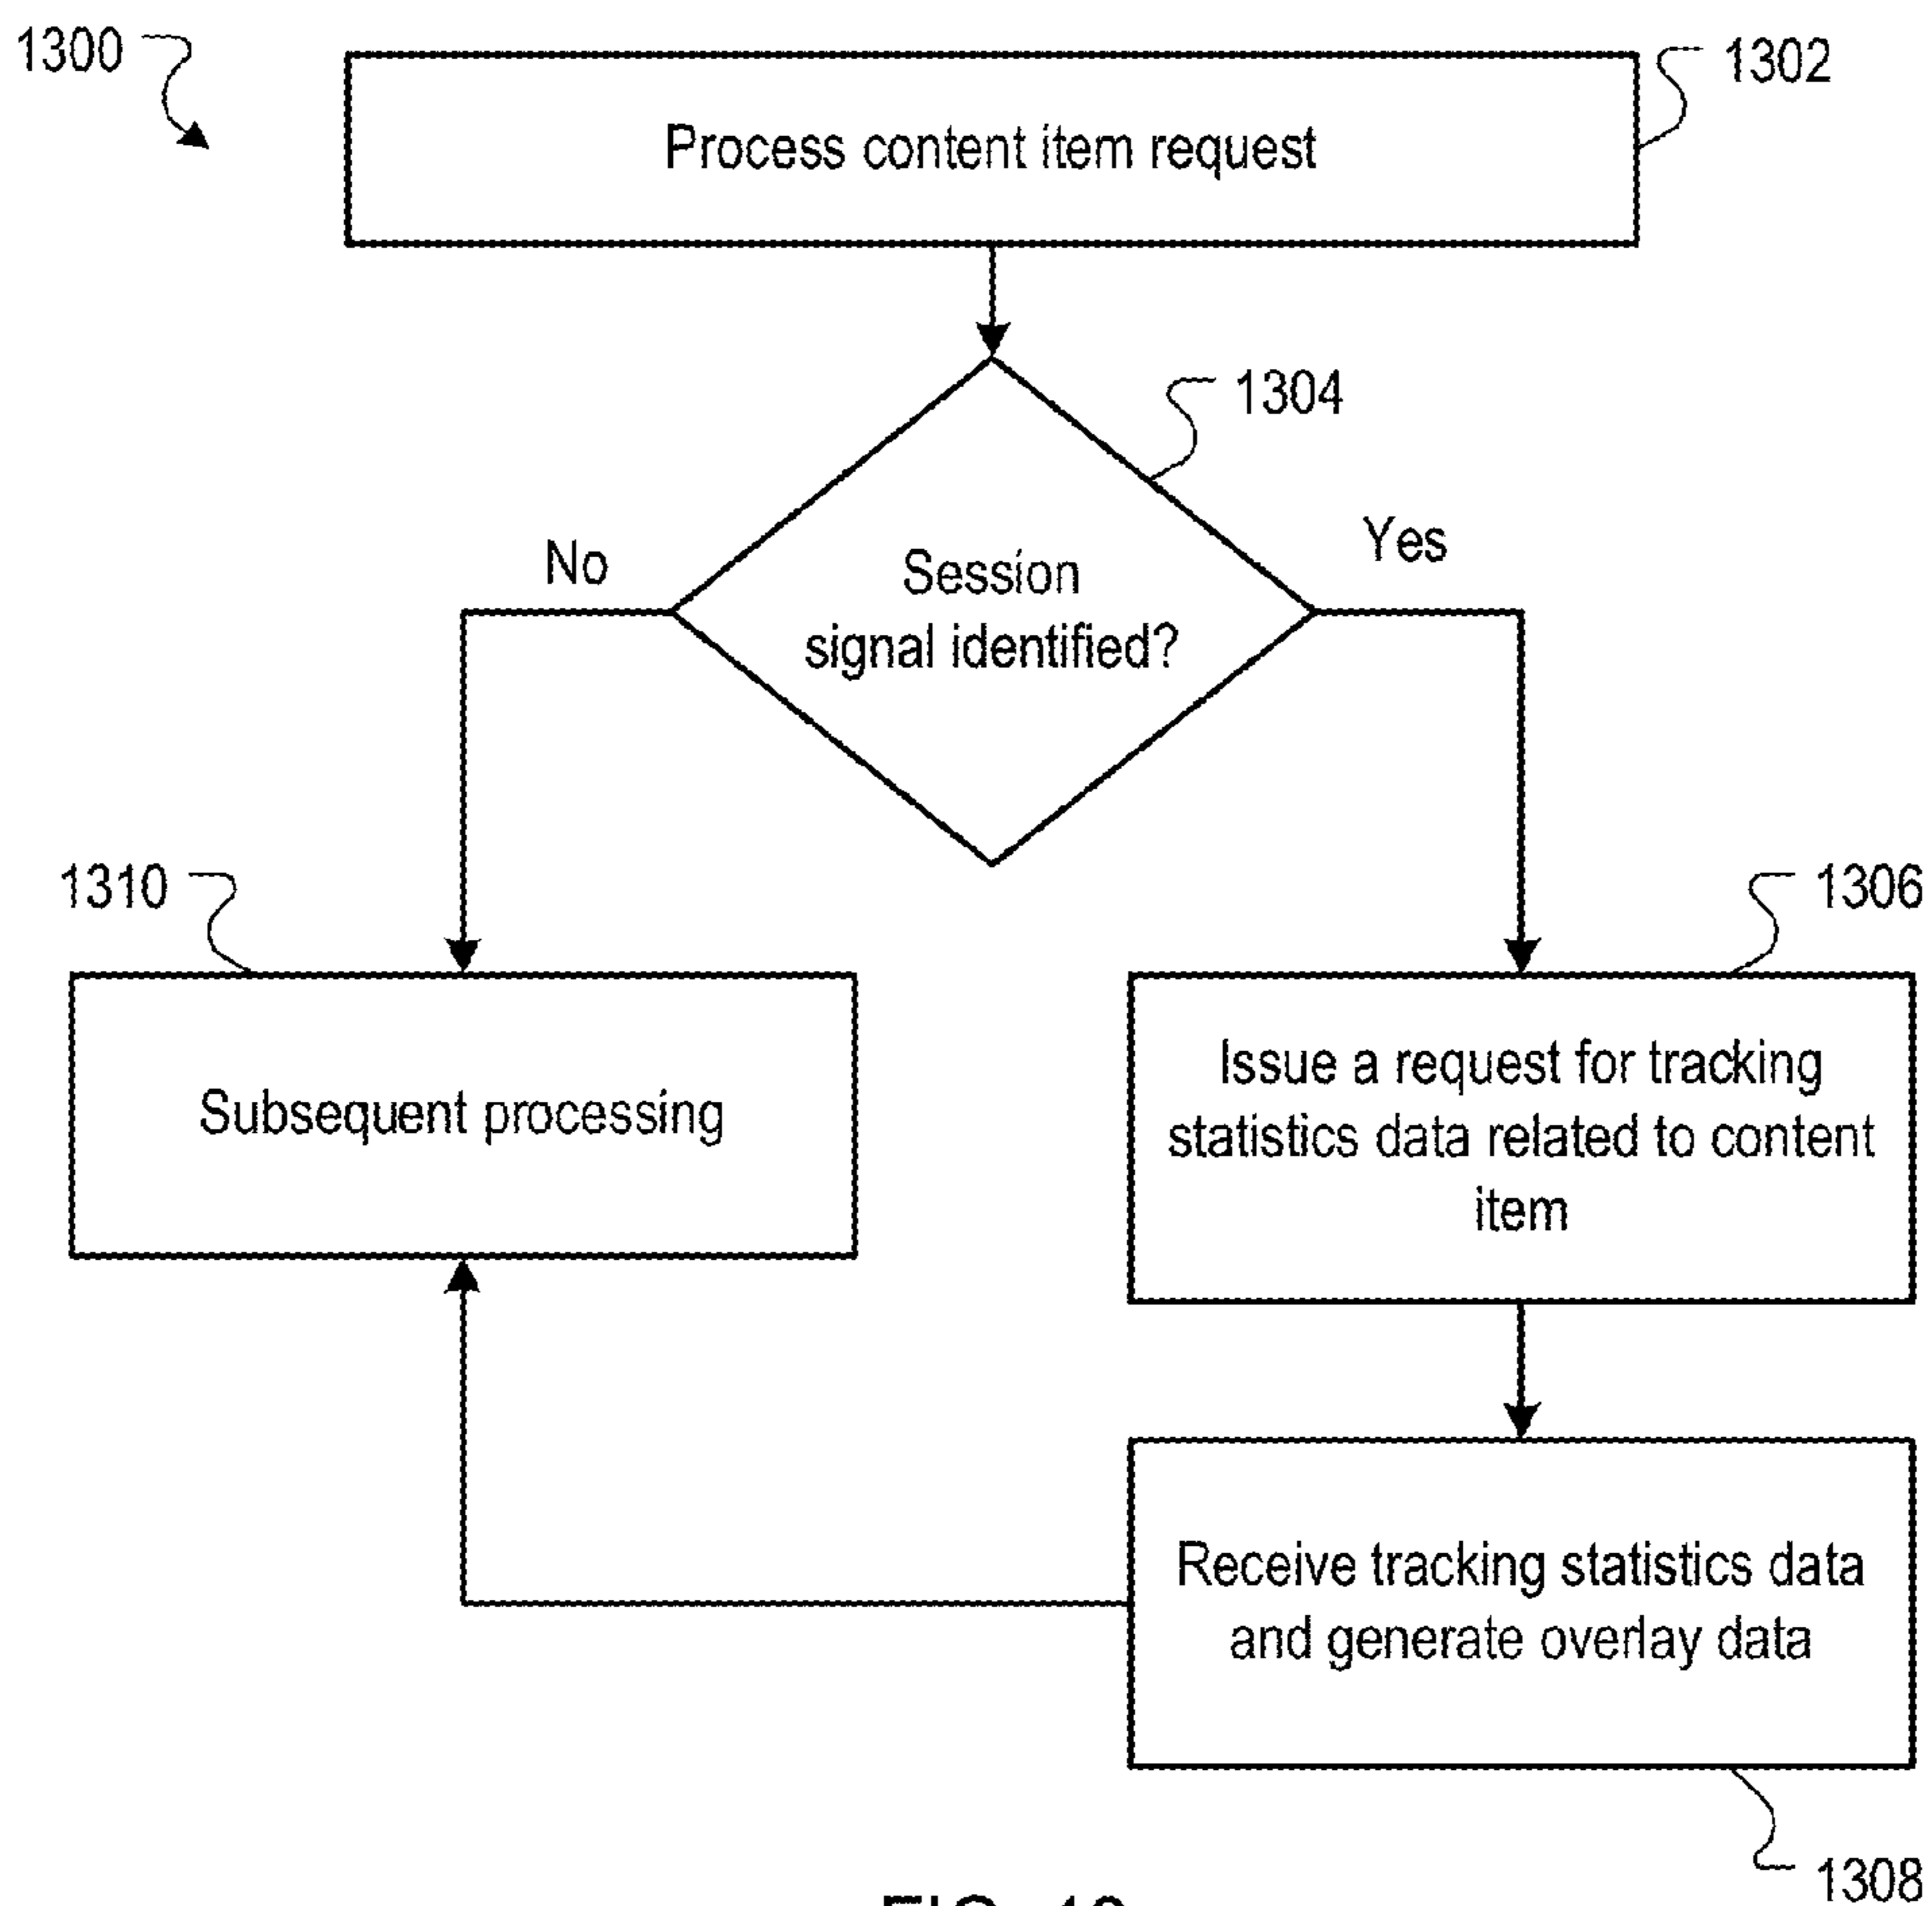 1300
1302
Process content item request
1304
No
Yes
Session
signal identified?
1310
1306
Subsequent processing
Issue a request for tracking
statistics data related to content
item
Receive tracking statistics data
and generate overlay data
1308